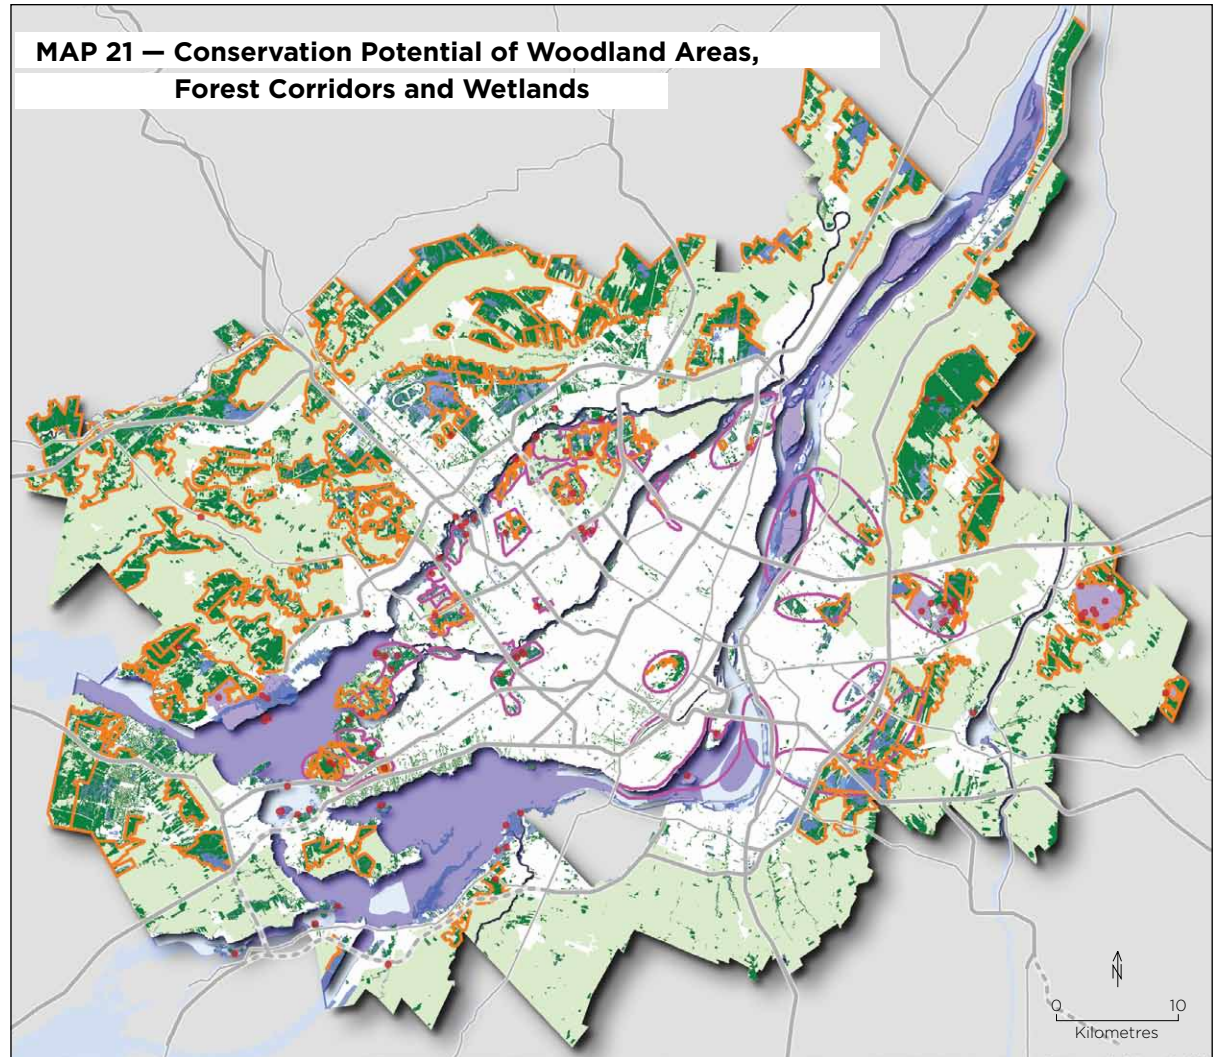 MAP 21 — Conservation Potential of Woodland Areas,
Forest Corridors and Wetlands
N
0 10
Kilometres